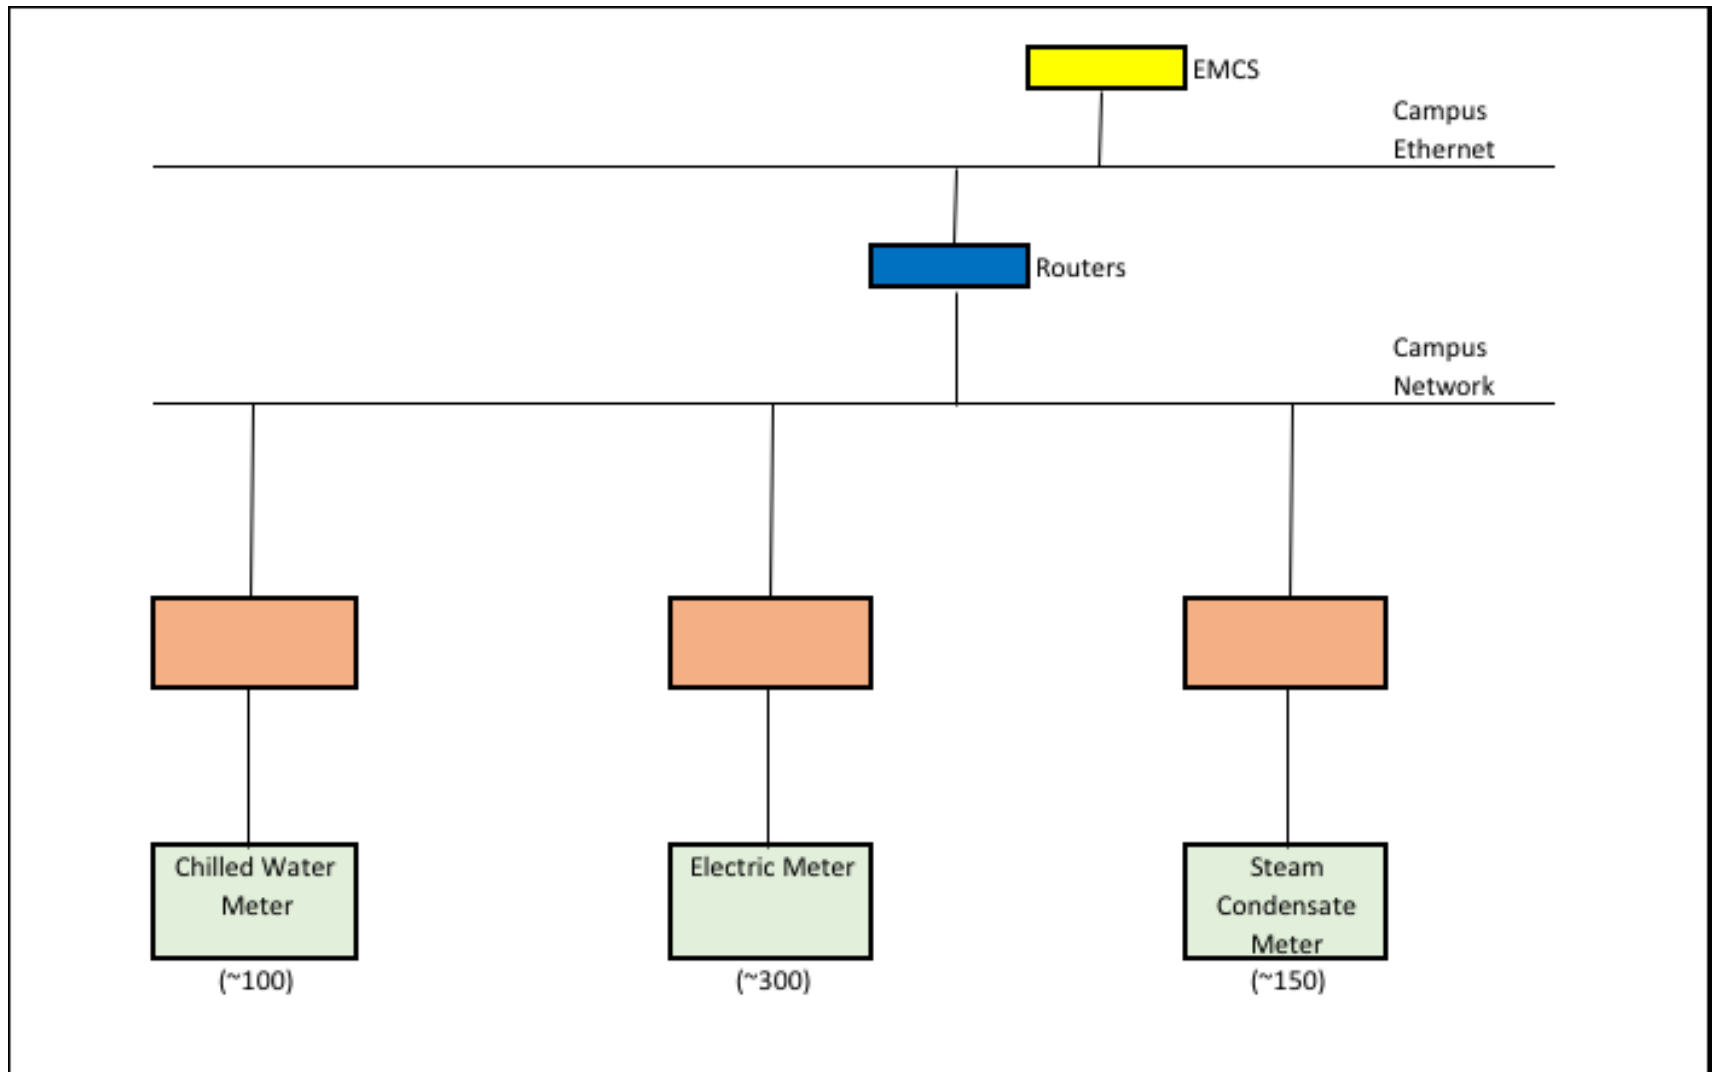 EMCS
Campus
Ethernet
Routers
Campus
Network
Chilled Water
Meter
(~100)
Electric Meter
(~300)
Steam
Condensate
Meter
(~150)